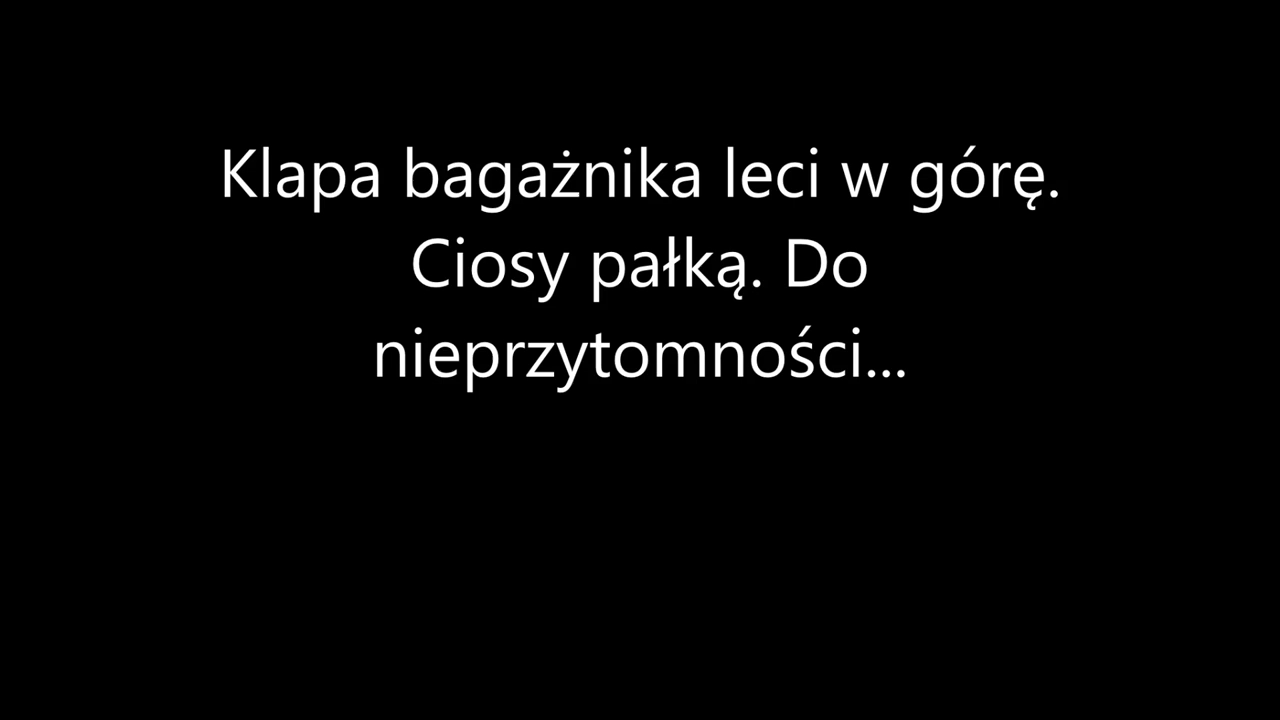 Klapa bagażnika leci w górę.
Ciosy pałką. Do
nieprzytomności...